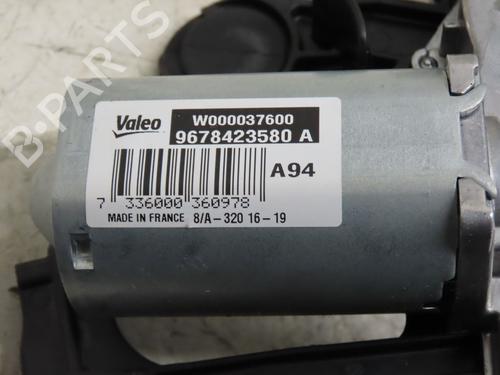 Valeo
W000037600
9678423580 A
A94
7 336000 360978
MADE IN FRANCE 8/A-320 16-19
B-PARTS